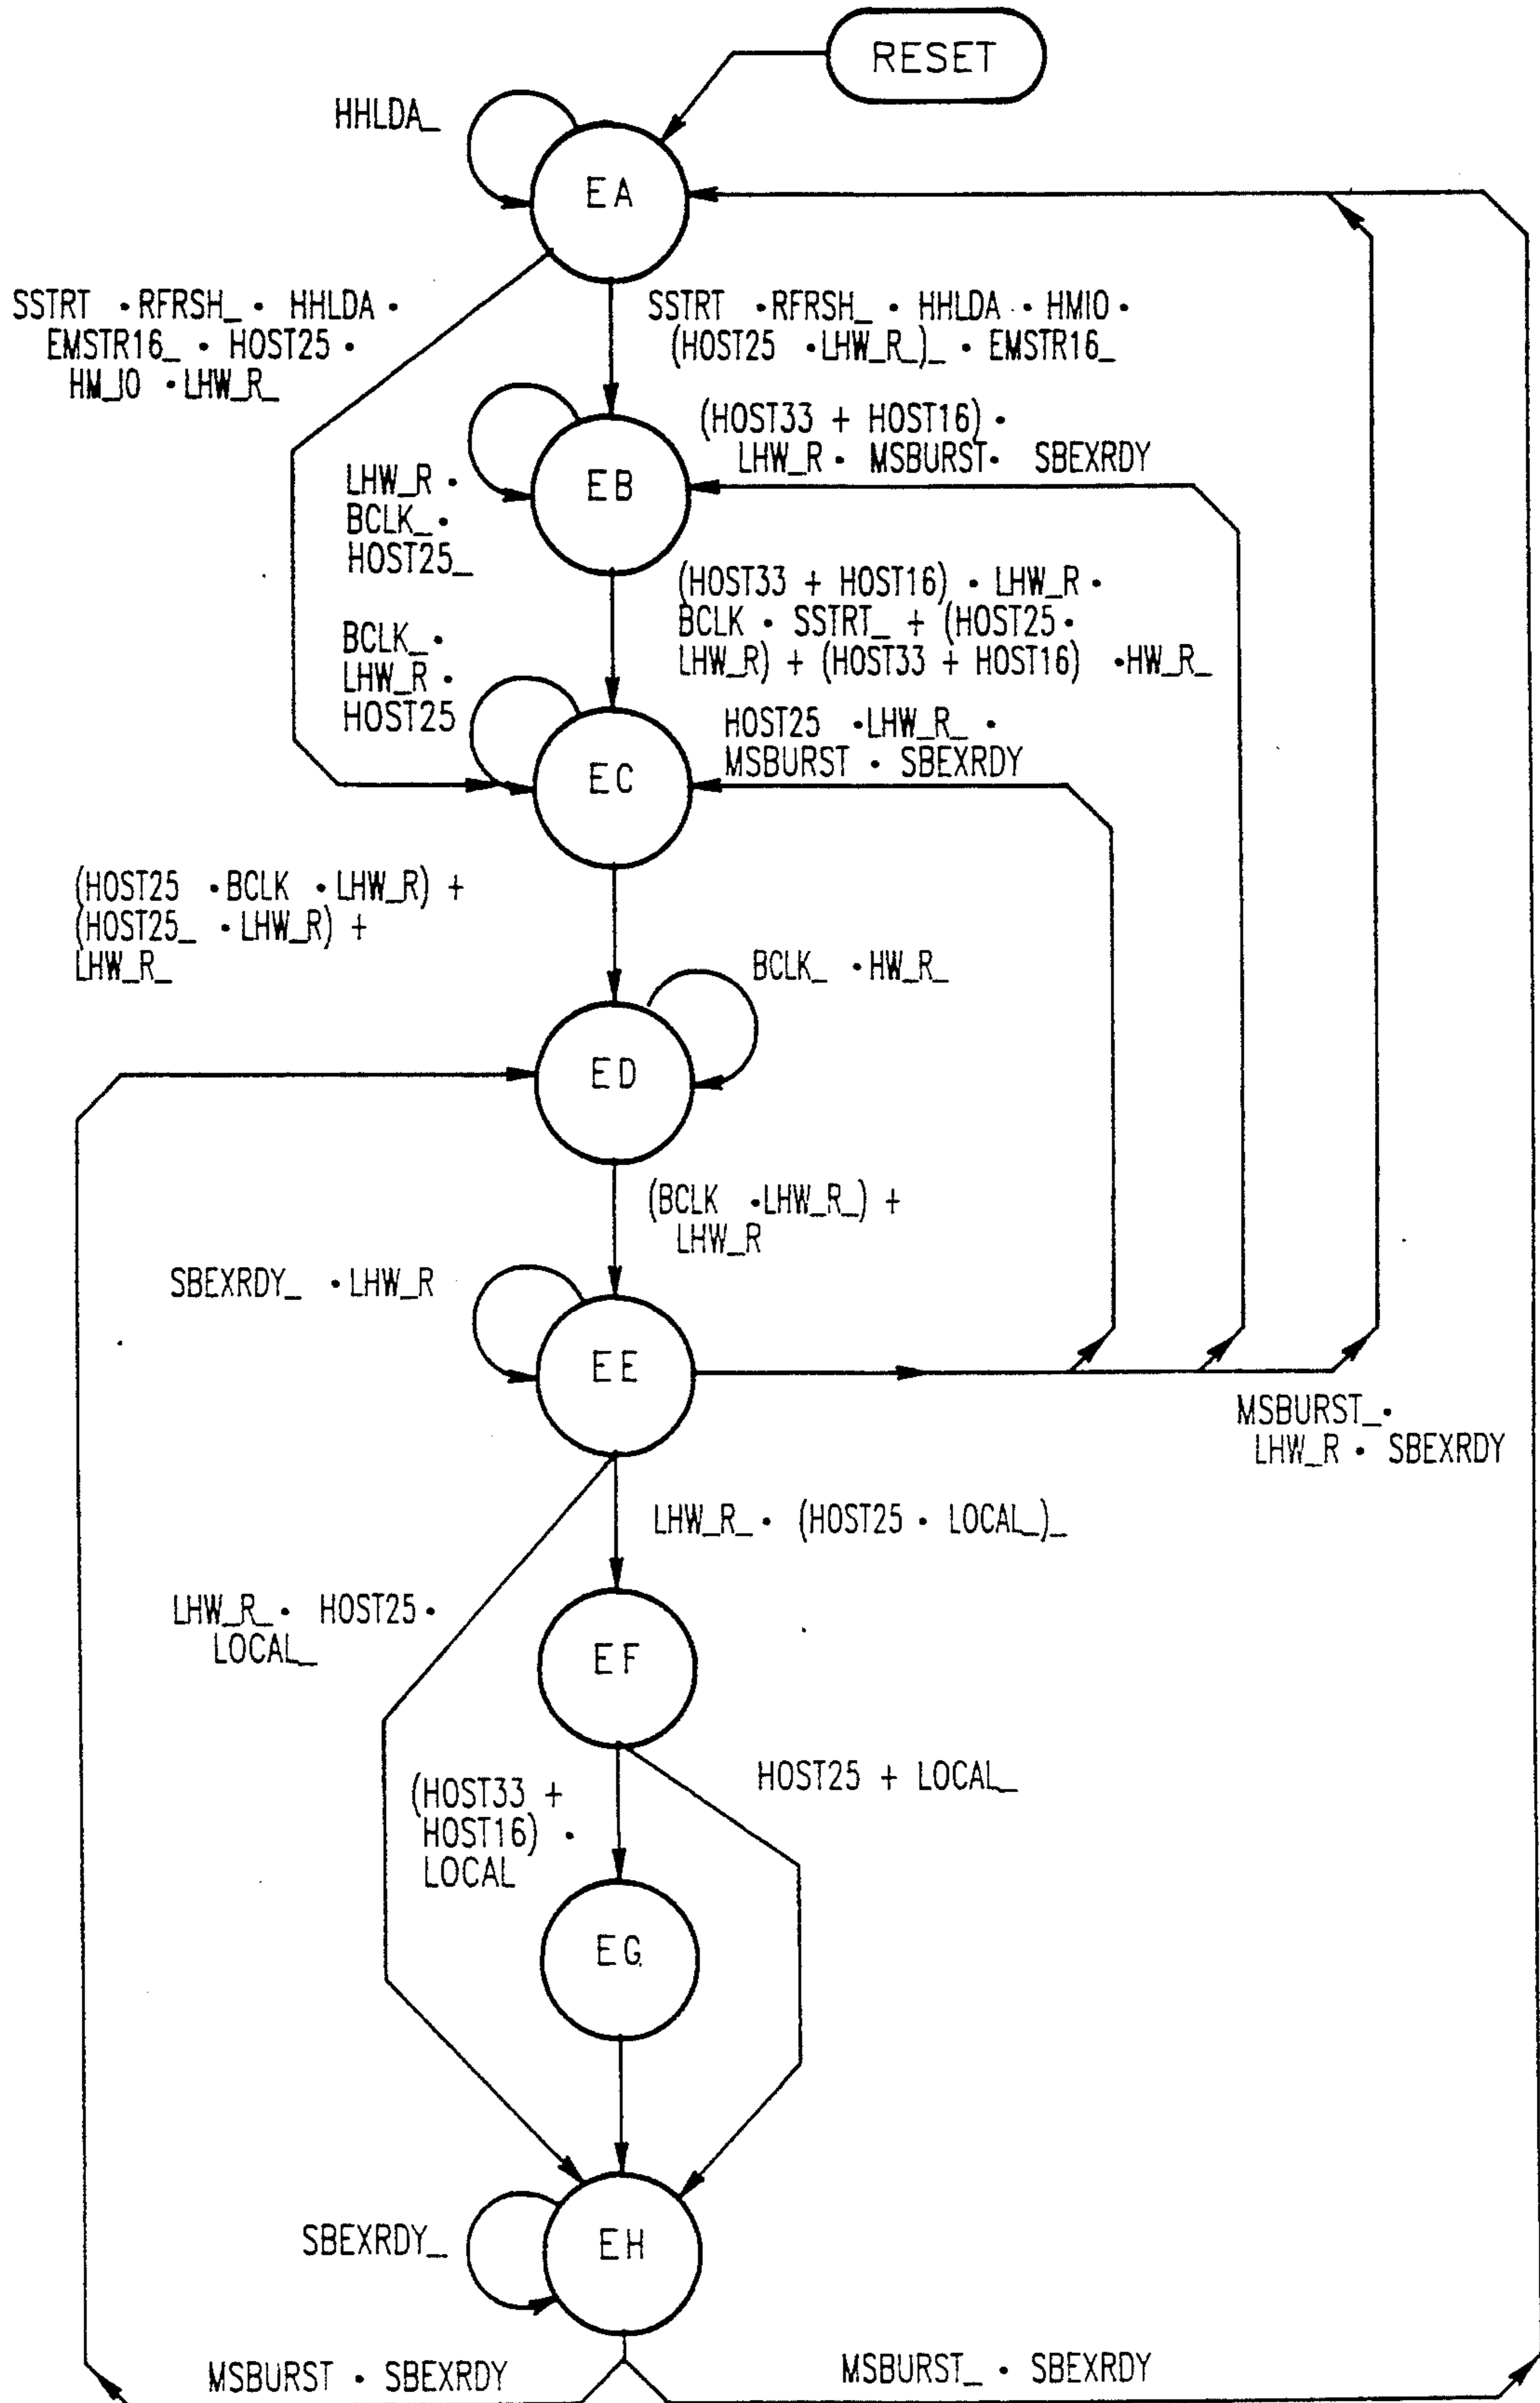 RESET
HHLDA_
EA
SSTRT •RFRSH_ • HHLDA •
EMSTR16_ • HOST25 •
HM_IO •LHW_R_
SSTRT •RFRSH_ • HHLDA • HMIO •
(HOST25 •LHW_R_)_ • EMSTR16_
EB
LHW_R •
BCLK_ •
HOST25_
(HOST33 + HOST16) •
LHW_R • MSBURST • SBEXRDY
(HOST33 + HOST16) • LHW_R •
BCLK • SSTRT_ + (HOST25 •
LHW_R) + (HOST33 + HOST16) •HW_R_
BCLK_ •
LHW_R •
HOST25
EC
HOST25 •LHW_R_ •
MSBURST • SBEXRDY
(HOST25 •BCLK •LHW_R) +
(HOST25_ •LHW_R) +
LHW_R_
BCLK_ •HW_R_
ED
(BCLK •LHW_R_) +
LHW_R
SBEXRDY_ •LHW_R
EE
MSBURST_ •
LHW_R • SBEXRDY
LHW_R_ • (HOST25 • LOCAL_)_
LHW_R_ • HOST25 •
LOCAL_
EF
(HOST33 +
HOST16) •
LOCAL
HOST25 + LOCAL_
EG
SBEXRDY_
EH
MSBURST • SBEXRDY
MSBURST_ • SBEXRDY